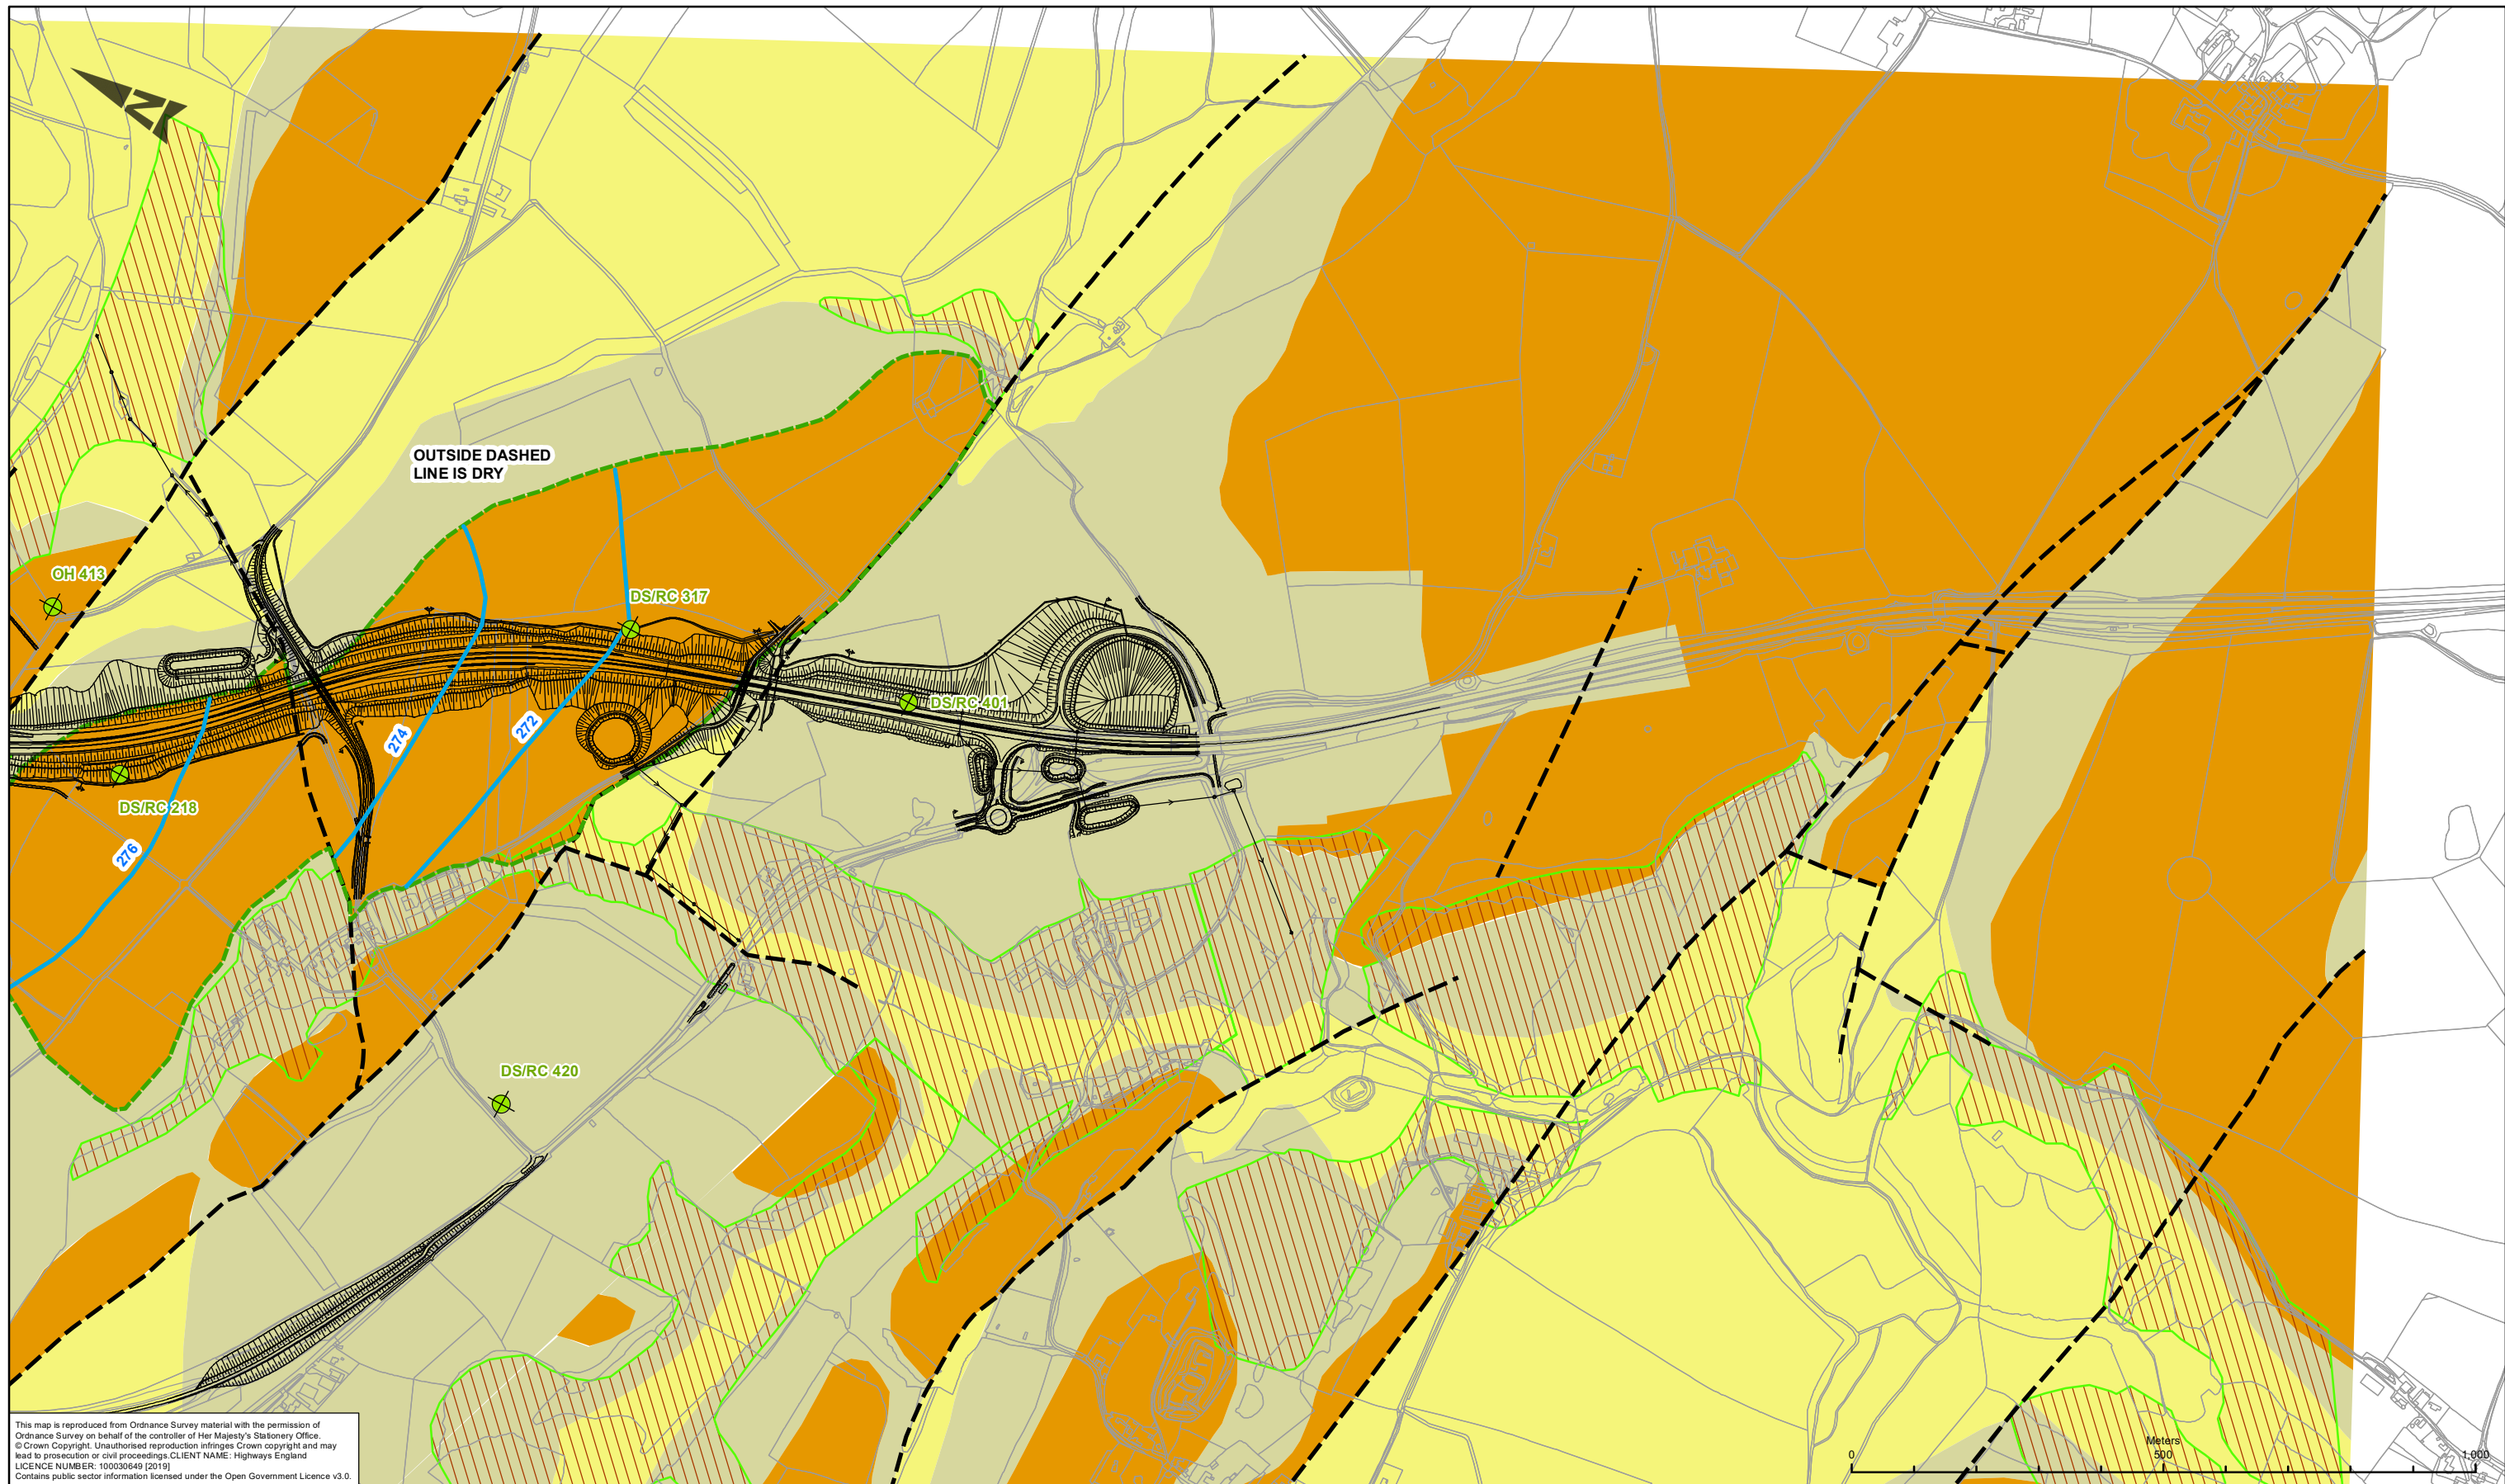 N
OUTSIDE DASHED
LINE IS DRY
OH 413
DS/RC 317
DS/RC 401
274
272
DS/RC 218
276
DS/RC 420
Meters
0 500 1,000
This map is reproduced from Ordnance Survey material with the permission of
Ordnance Survey on behalf of the controller of Her Majesty's Stationery Office.
© Crown Copyright. Unauthorised reproduction infringes Crown copyright and may
lead to prosecution or civil proceedings.CLIENT NAME: Highways England
LICENCE NUMBER: 100030649 [2019]
Contains public sector information licensed under the Open Government Licence v3.0.